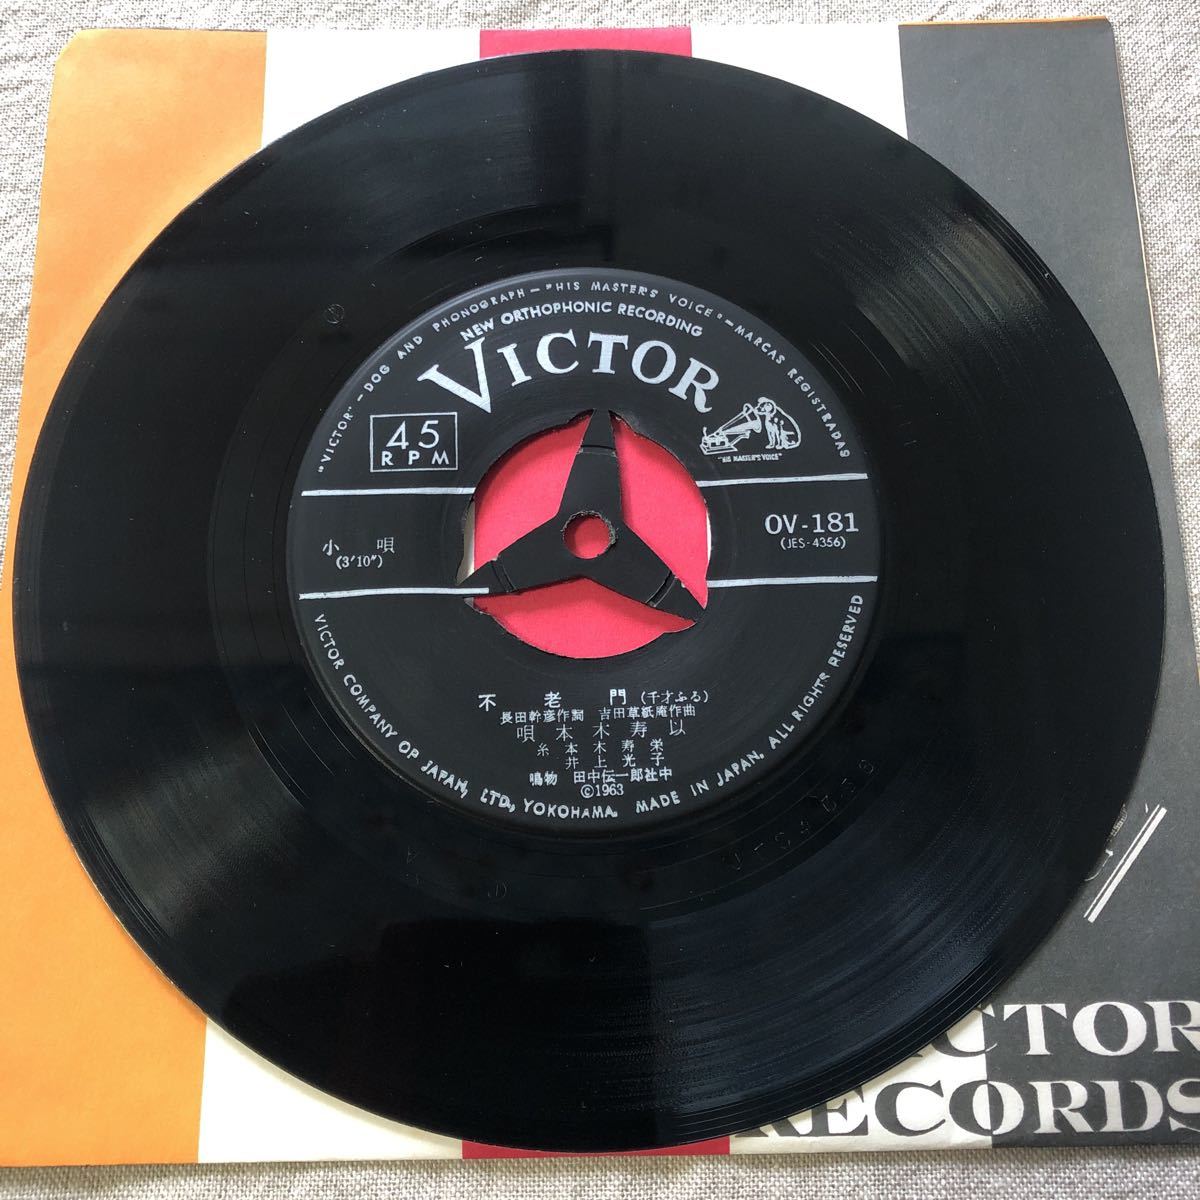 "VICTOR" – DOG AND PHONOGRAPH – "HIS MASTER'S VOICE" – MARCAS REGISTRADAS
NEW ORTHOPHONIC RECORDING
VICTOR
45
RPM
"HIS MASTER'S VOICE"
OV-181
(JES-4356)
小唄
(3'10")
不老門(千才ふる)
長田幹彦作詞 吉田草紙庵作曲
唄本木寿以
糸本木寿栄
井上光子
鳴物 田中伝一郎社中
©1963
VICTOR COMPANY OF JAPAN, LTD., YOKOHAMA. MADE IN JAPAN, ALL RIGHTS RESERVED
ICTOR
RECORDS